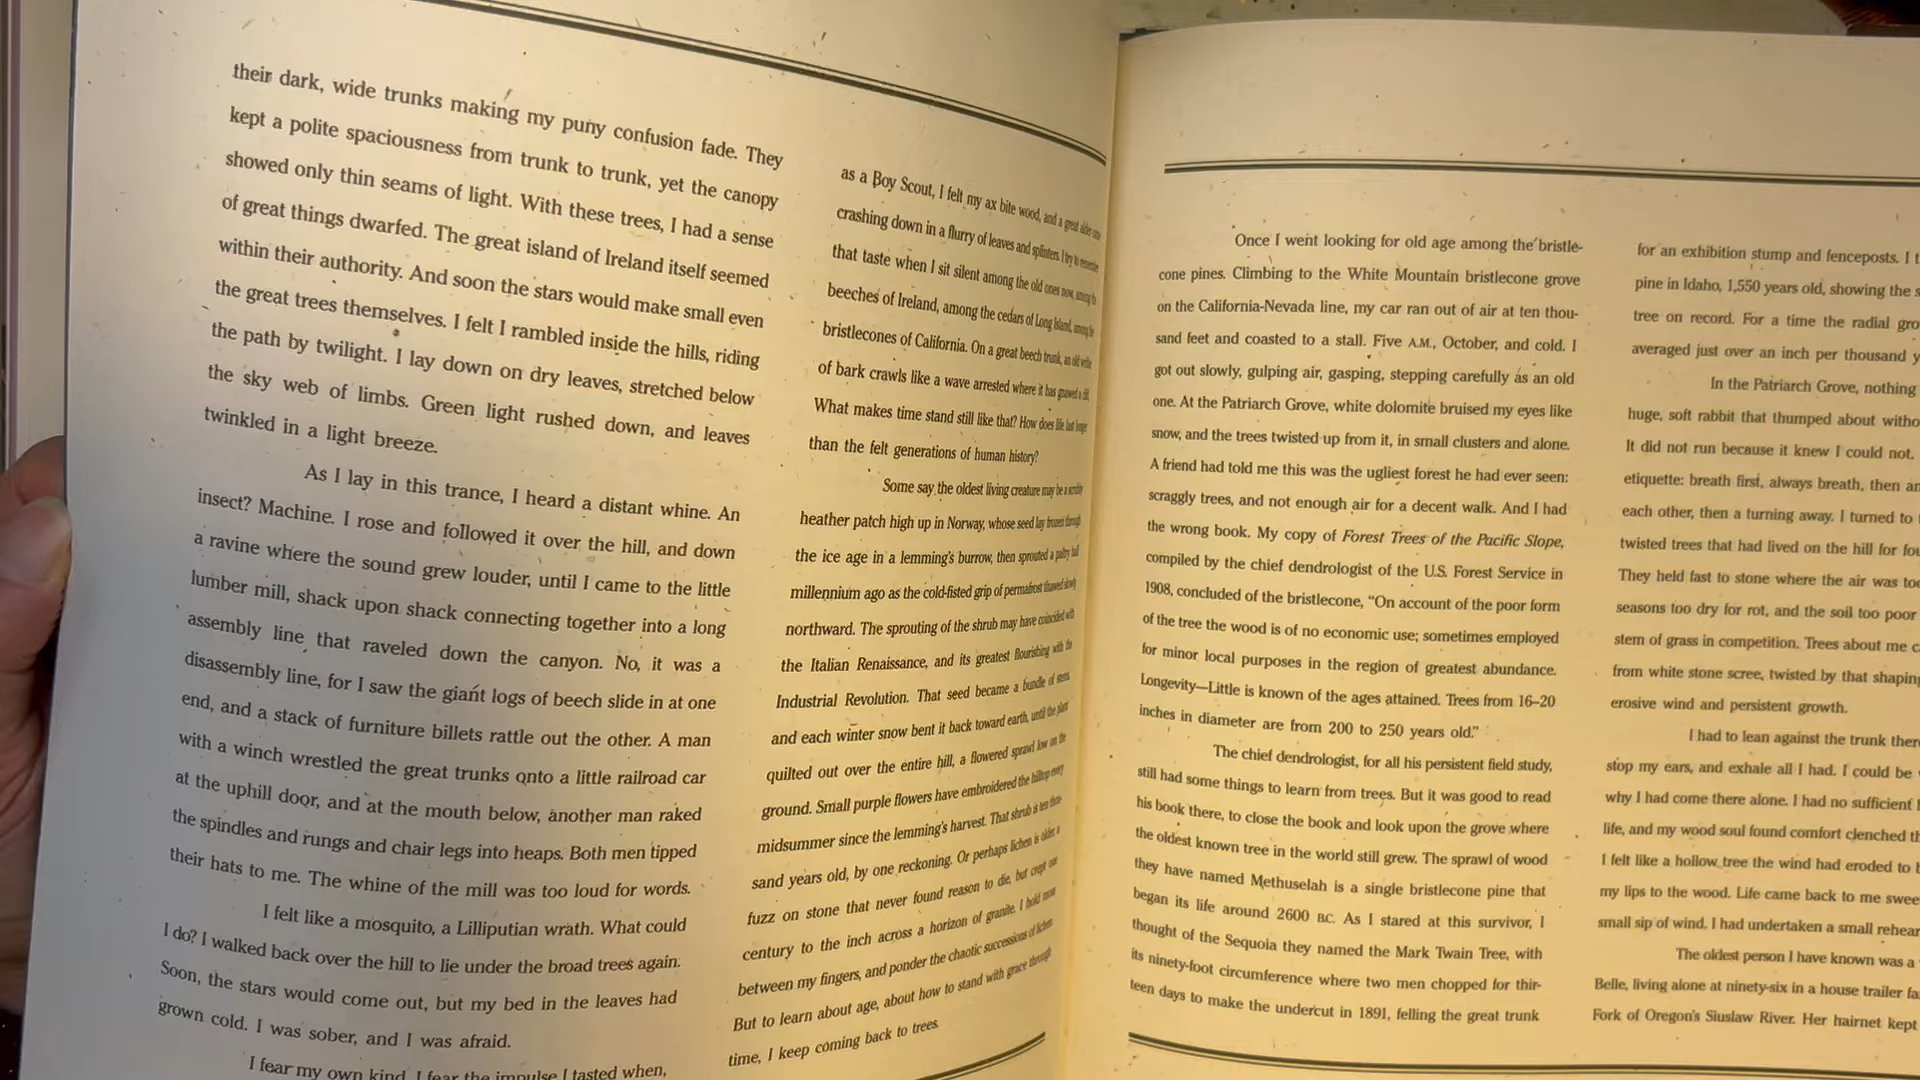 their dark, wide trunks making my puny confusion fade. They
kept a polite spaciousness from trunk to trunk, yet the canopy
showed only thin seams of light. With these trees, I had a sense
of great things dwarfed. The great island of Ireland itself seemed
within their authority. And soon the stars would make small even
the great trees themselves. I felt I rambled inside the hills, riding
the path by twilight. I lay down on dry leaves, stretched below
the sky web of limbs. Green light rushed down, and leaves
twinkled in a light breeze.
As I lay in this trance, I heard a distant whine. An
insect? Machine. I rose and followed it over the hill, and down
a ravine where the sound grew louder, until I came to the little
lumber mill, shack upon shack connecting together into a long
assembly line that raveled down the canyon. No, it was a
disassembly line, for I saw the giant logs of beech slide in at one
end, and a stack of furniture billets rattle out the other. A man
with a winch wrestled the great trunks onto a little railroad car
at the uphill door, and at the mouth below, another man raked
the spindles and rungs and chair legs into heaps. Both men tipped
their hats to me. The whine of the mill was too loud for words.
I felt like a mosquito, a Lilliputian wrath. What could
I do? I walked back over the hill to lie under the broad trees again.
Soon, the stars would come out, but my bed in the leaves had
grown cold. I was sober, and I was afraid.
I fear my own kind. I fear the impulse I tasted when,
as a Boy Scout, I felt my ax bite wood, and a great alder came
crashing down in a flurry of leaves and splinters. I try to remember
that taste when I sit silent among the old ones now, among the
beeches of Ireland, among the cedars of Long Island, among the
bristlecones of California. On a great beech trunk, an old
of bark crawls like a wave arrested where it has gnawed a
What makes time stand still like that? How does life last longer
than the felt generations of human history?
Some say the oldest living creature may be a scrubby
heather patch high up in Norway, whose seed lay frozen through
the ice age in a lemming's burrow, then sprouted a paltry half
millennium ago as the cold-fisted grip of permafrost thawed slowly
northward. The sprouting of the shrub may have coincided with
the Italian Renaissance, and its greatest flourishing with the
Industrial Revolution. That seed became a bundle of stems
and each winter snow bent it back toward earth, until the plant
quilted out over the entire hill, a flowered sprawl low on the
ground. Small purple flowers have embroidered the hilltop every
midsummer since the lemming's harvest. That shrub is ten thou-
sand years old, by one reckoning. Or perhaps lichen is older, a
fuzz on stone that never found reason to die, but crept one
century to the inch across a horizon of granite. I hold
between my fingers, and ponder the chaotic successions of lichen.
But to learn about age, about how to stand with grace through
time, I keep coming back to trees.
Once I went looking for old age among the bristle-
cone pines. Climbing to the White Mountain bristlecone grove
on the California-Nevada line, my car ran out of air at ten thou-
sand feet and coasted to a stall. Five A.M., October, and cold. I
got out slowly, gulping air, gasping, stepping carefully as an old
one. At the Patriarch Grove, white dolomite bruised my eyes like
snow, and the trees twisted up from it, in small clusters and alone.
A friend had told me this was the ugliest forest he had ever seen:
scraggly trees, and not enough air for a decent walk. And I had
the wrong book. My copy of Forest Trees of the Pacific Slope,
compiled by the chief dendrologist of the U.S. Forest Service in
1908, concluded of the bristlecone, "On account of the poor form
of the tree the wood is of no economic use; sometimes employed
for minor local purposes in the region of greatest abundance.
Longevity—Little is known of the ages attained. Trees from 16–20
inches in diameter are from 200 to 250 years old."
The chief dendrologist, for all his persistent field study,
still had some things to learn from trees. But it was good to read
his book there, to close the book and look upon the grove where
the oldest known tree in the world still grew. The sprawl of wood
they have named Methuselah is a single bristlecone pine that
began its life around 2600 BC. As I stared at this survivor, I
thought of the Sequoia they named the Mark Twain Tree, with
its ninety-foot circumference where two men chopped for thir-
teen days to make the undercut in 1891, felling the great trunk
for an exhibition stump and fenceposts. I
pine in Idaho, 1,550 years old, showing the
tree on record. For a time the radial
averaged just over an inch per thousand
In the Patriarch Grove, nothing
huge, soft rabbit that thumped about
It did not run because it knew I could not.
etiquette: breath first, always breath, then
each other, then a turning away. I turned to
twisted trees that had lived on the hill for
They held fast to stone where the air was
seasons too dry for rot, and the soil too poor
stem of grass in competition. Trees about me
from white stone scree, twisted by that
erosive wind and persistent growth.
I had to lean against the trunk
stop my ears, and exhale all I had. I could be
why I had come there alone. I had no sufficient
life, and my wood soul found comfort clenched
I felt like a hollow tree the wind had eroded to
my lips to the wood. Life came back to me
small sip of wind. I had undertaken a small
The oldest person I have known was a
Belle, living alone at ninety-six in a house trailer
Fork of Oregon's Siuslaw River. Her hairnet kept